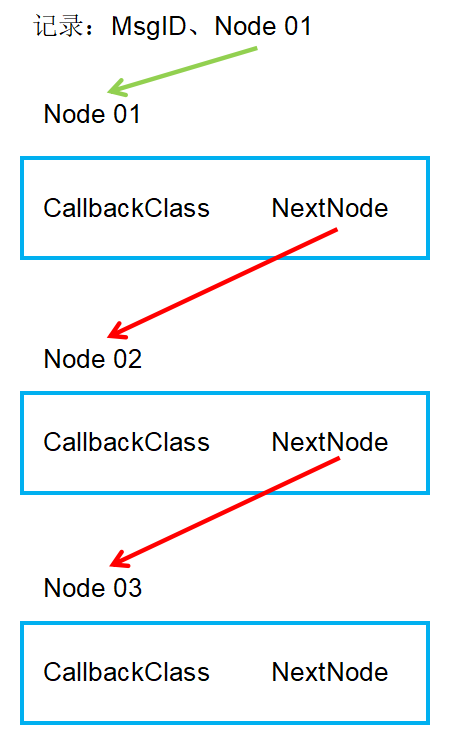 记录：MsgID、Node 01
Node 01
CallbackClass NextNode
Node 02
CallbackClass NextNode
Node 03
CallbackClass NextNode